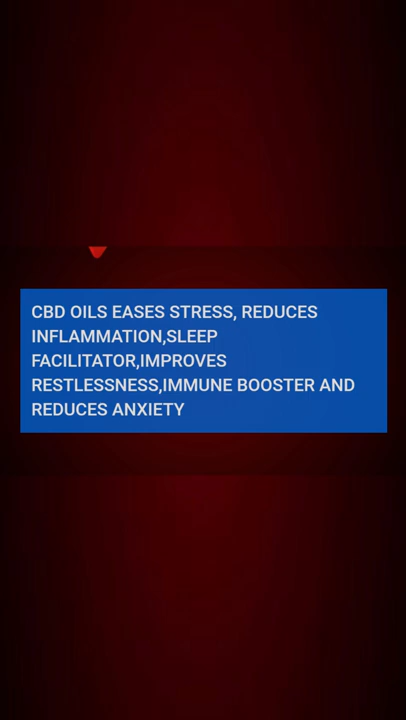 CBD OILS EASES STRESS, REDUCES
INFLAMMATION,SLEEP
FACILITATOR,IMPROVES
RESTLESSNESS,IMMUNE BOOSTER AND
REDUCES ANXIETY